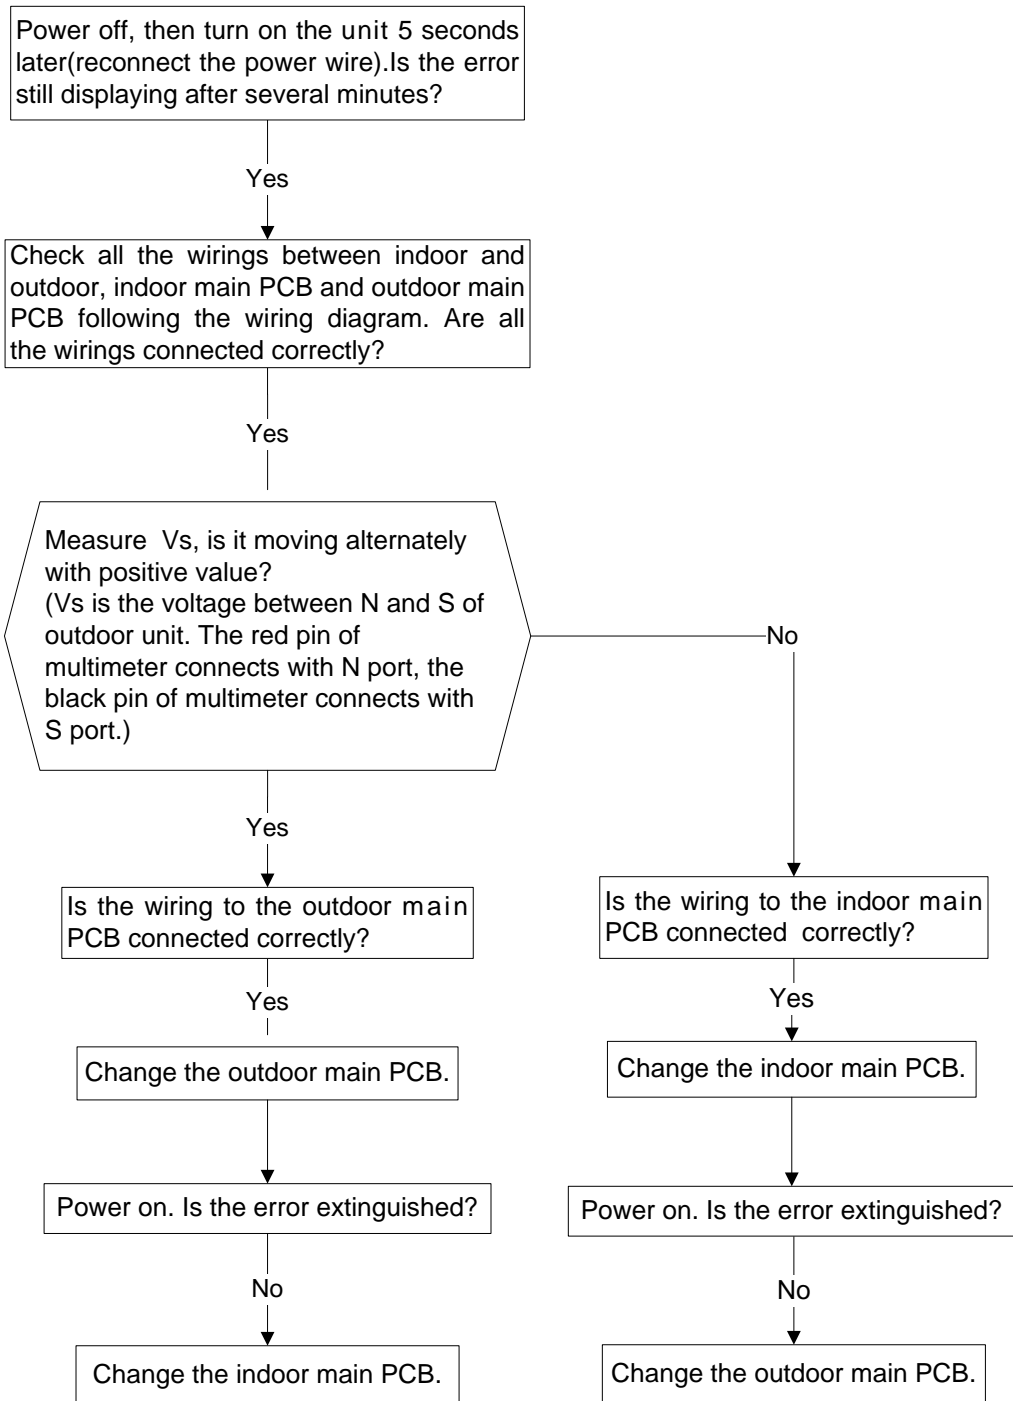 Power off, then turn on the unit 5 seconds
later(reconnect the power wire).Is the error
still displaying after several minutes?
Yes
Check all the wirings between indoor and
outdoor, indoor main PCB and outdoor main
PCB following the wiring diagram. Are all
the wirings connected correctly?
Yes
Measure Vs, is it moving alternately
with positive value?
(Vs is the voltage between N and S of
outdoor unit. The red pin of
multimeter connects with N port, the
black pin of multimeter connects with
S port.)
No
Yes
Is the wiring to the outdoor main
PCB connected correctly?
Is the wiring to the indoor main
PCB connected correctly?
Yes
Yes
Change the outdoor main PCB.
Change the indoor main PCB.
Power on. Is the error extinguished?
Power on. Is the error extinguished?
No
No
Change the indoor main PCB.
Change the outdoor main PCB.